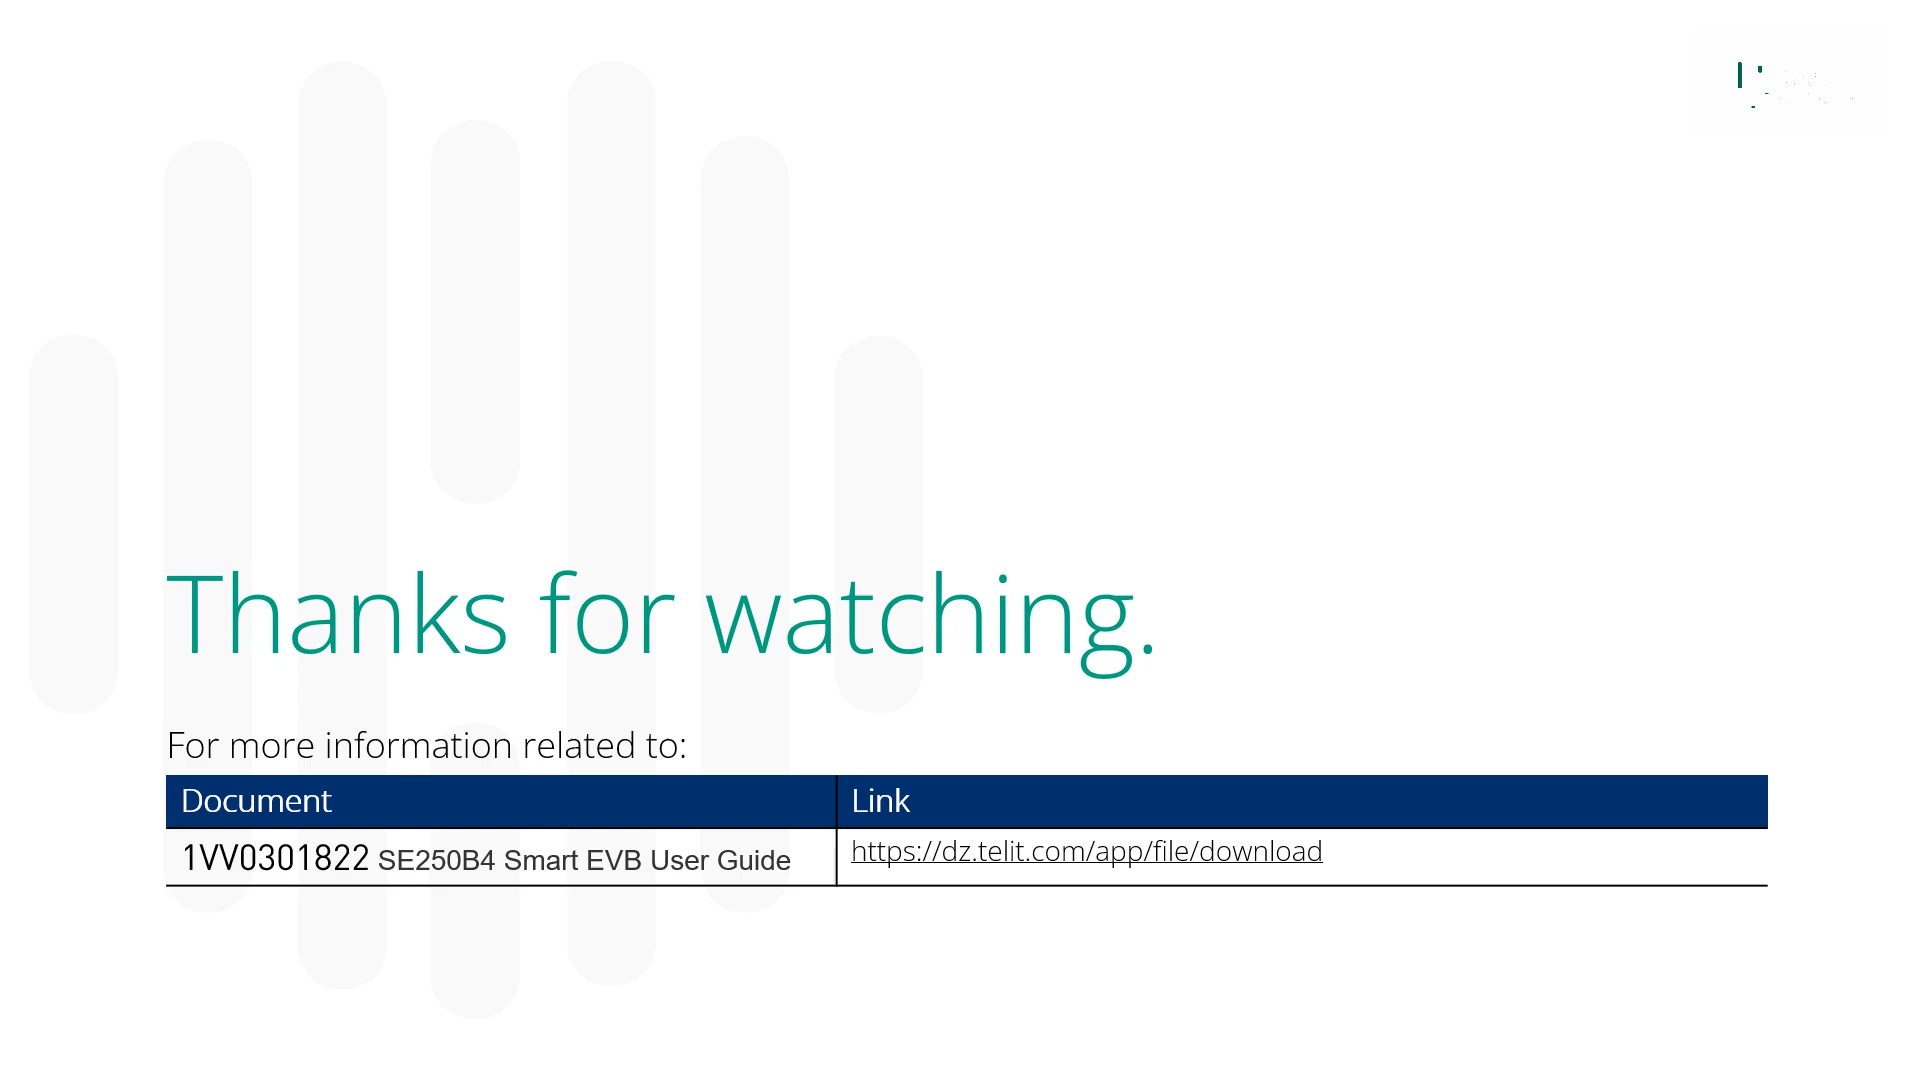 Thanks for watching.
For more information related to:
Document Link
1VV0301822 SE250B4 Smart EVB User Guide https://dz.telit.com/app/file/download